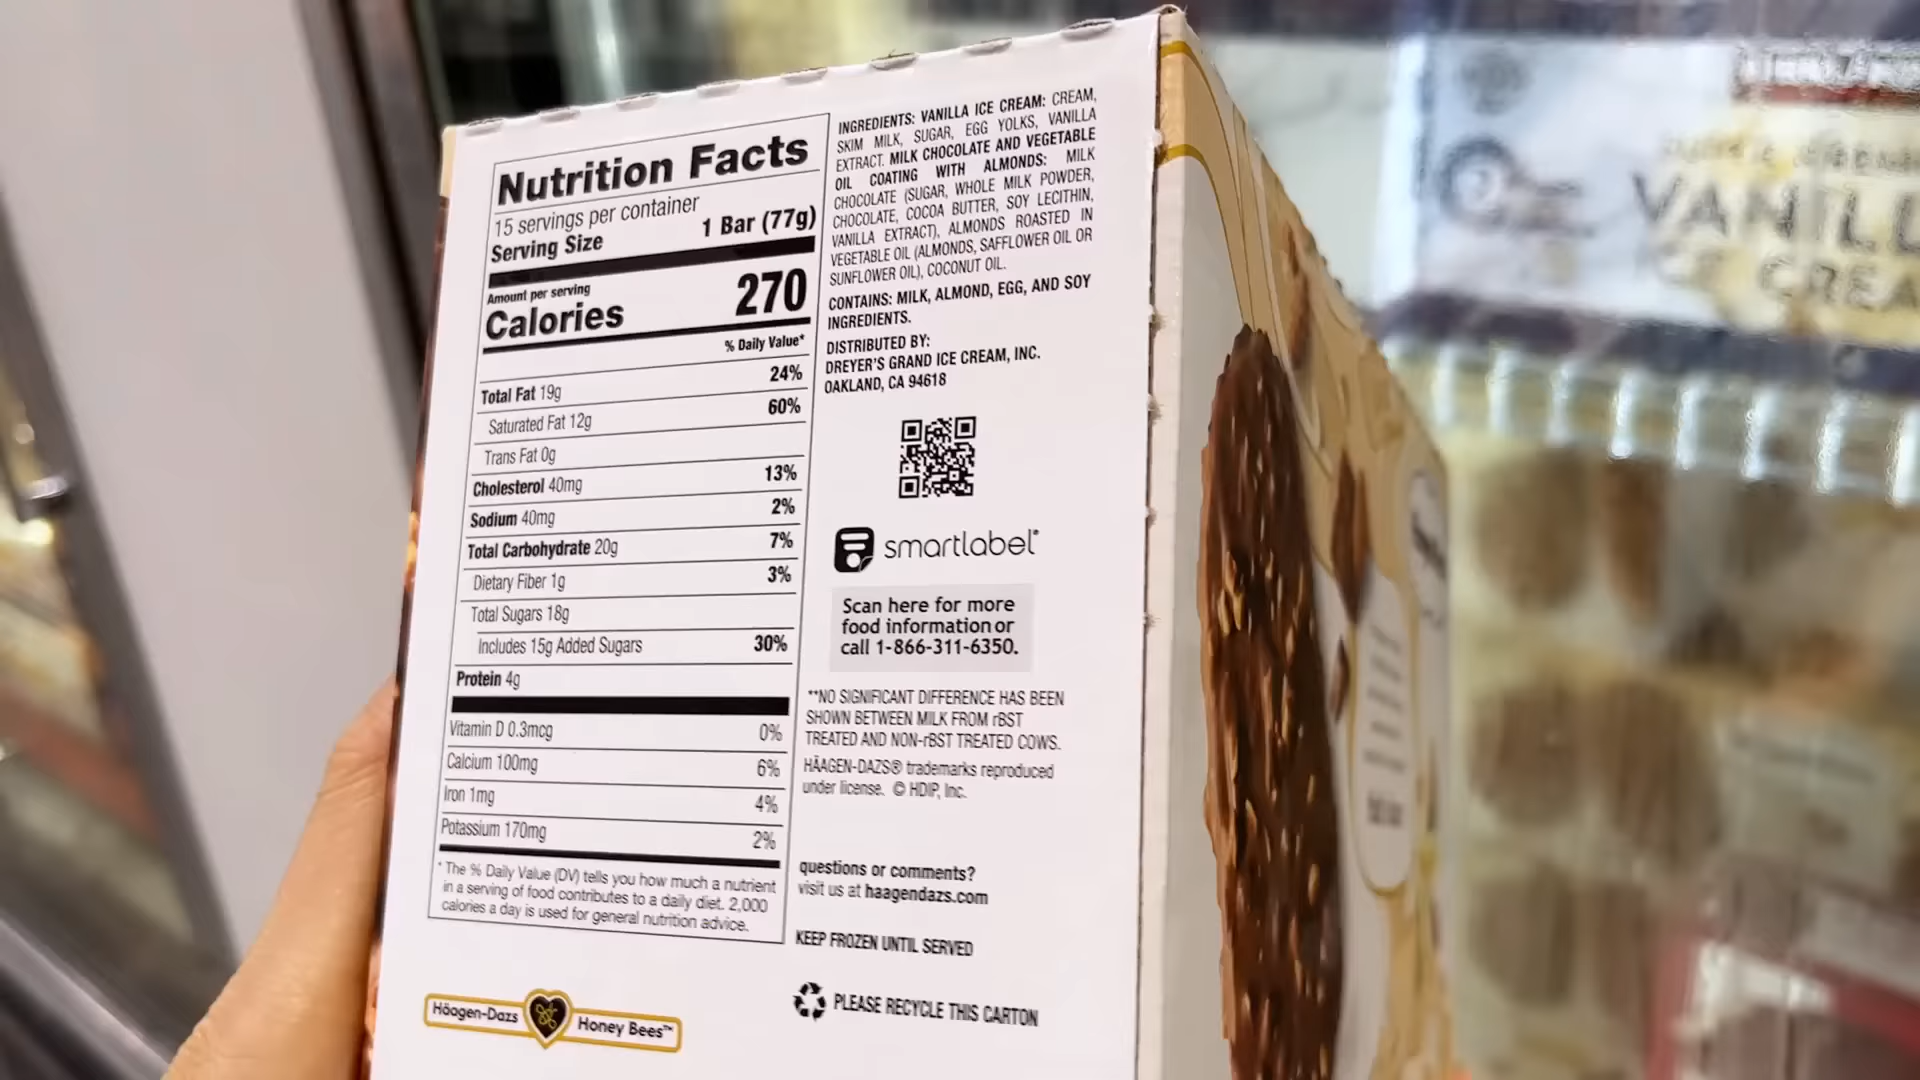 Nutrition Facts
15 servings per container
Serving Size 1 Bar (77g)
Amount per serving
Calories 270
% Daily Value*
Total Fat 19g 24%
Saturated Fat 12g 60%
Trans Fat 0g
Cholesterol 40mg 13%
Sodium 40mg 2%
Total Carbohydrate 20g 7%
Dietary Fiber 1g 3%
Total Sugars 18g
Includes 15g Added Sugars 30%
Protein 4g
Vitamin D 0.3mcg 0%
Calcium 100mg 6%
Iron 1mg 4%
Potassium 170mg 2%
* The % Daily Value (DV) tells you how much a nutrient
in a serving of food contributes to a daily diet. 2,000
calories a day is used for general nutrition advice.
Häagen-Dazs Honey Bees™
INGREDIENTS: VANILLA ICE CREAM: CREAM,
SKIM MILK, SUGAR, EGG YOLKS, VANILLA
EXTRACT. MILK CHOCOLATE AND VEGETABLE
OIL COATING WITH ALMONDS: MILK
CHOCOLATE (SUGAR, WHOLE MILK POWDER,
CHOCOLATE, COCOA BUTTER, SOY LECITHIN,
VANILLA EXTRACT), ALMONDS ROASTED IN
VEGETABLE OIL (ALMONDS, SAFFLOWER OIL OR
SUNFLOWER OIL), COCONUT OIL.
CONTAINS: MILK, ALMOND, EGG, AND SOY
INGREDIENTS.
DISTRIBUTED BY:
DREYER'S GRAND ICE CREAM, INC.
OAKLAND, CA 94618
smartlabel®
Scan here for more
food information or
call 1-866-311-6350.
**NO SIGNIFICANT DIFFERENCE HAS BEEN
SHOWN BETWEEN MILK FROM rBST
TREATED AND NON-rBST TREATED COWS.
HÄAGEN-DAZS® trademarks reproduced
under license. © HDIP, Inc.
questions or comments?
visit us at haagendazs.com
KEEP FROZEN UNTIL SERVED
PLEASE RECYCLE THIS CARTON